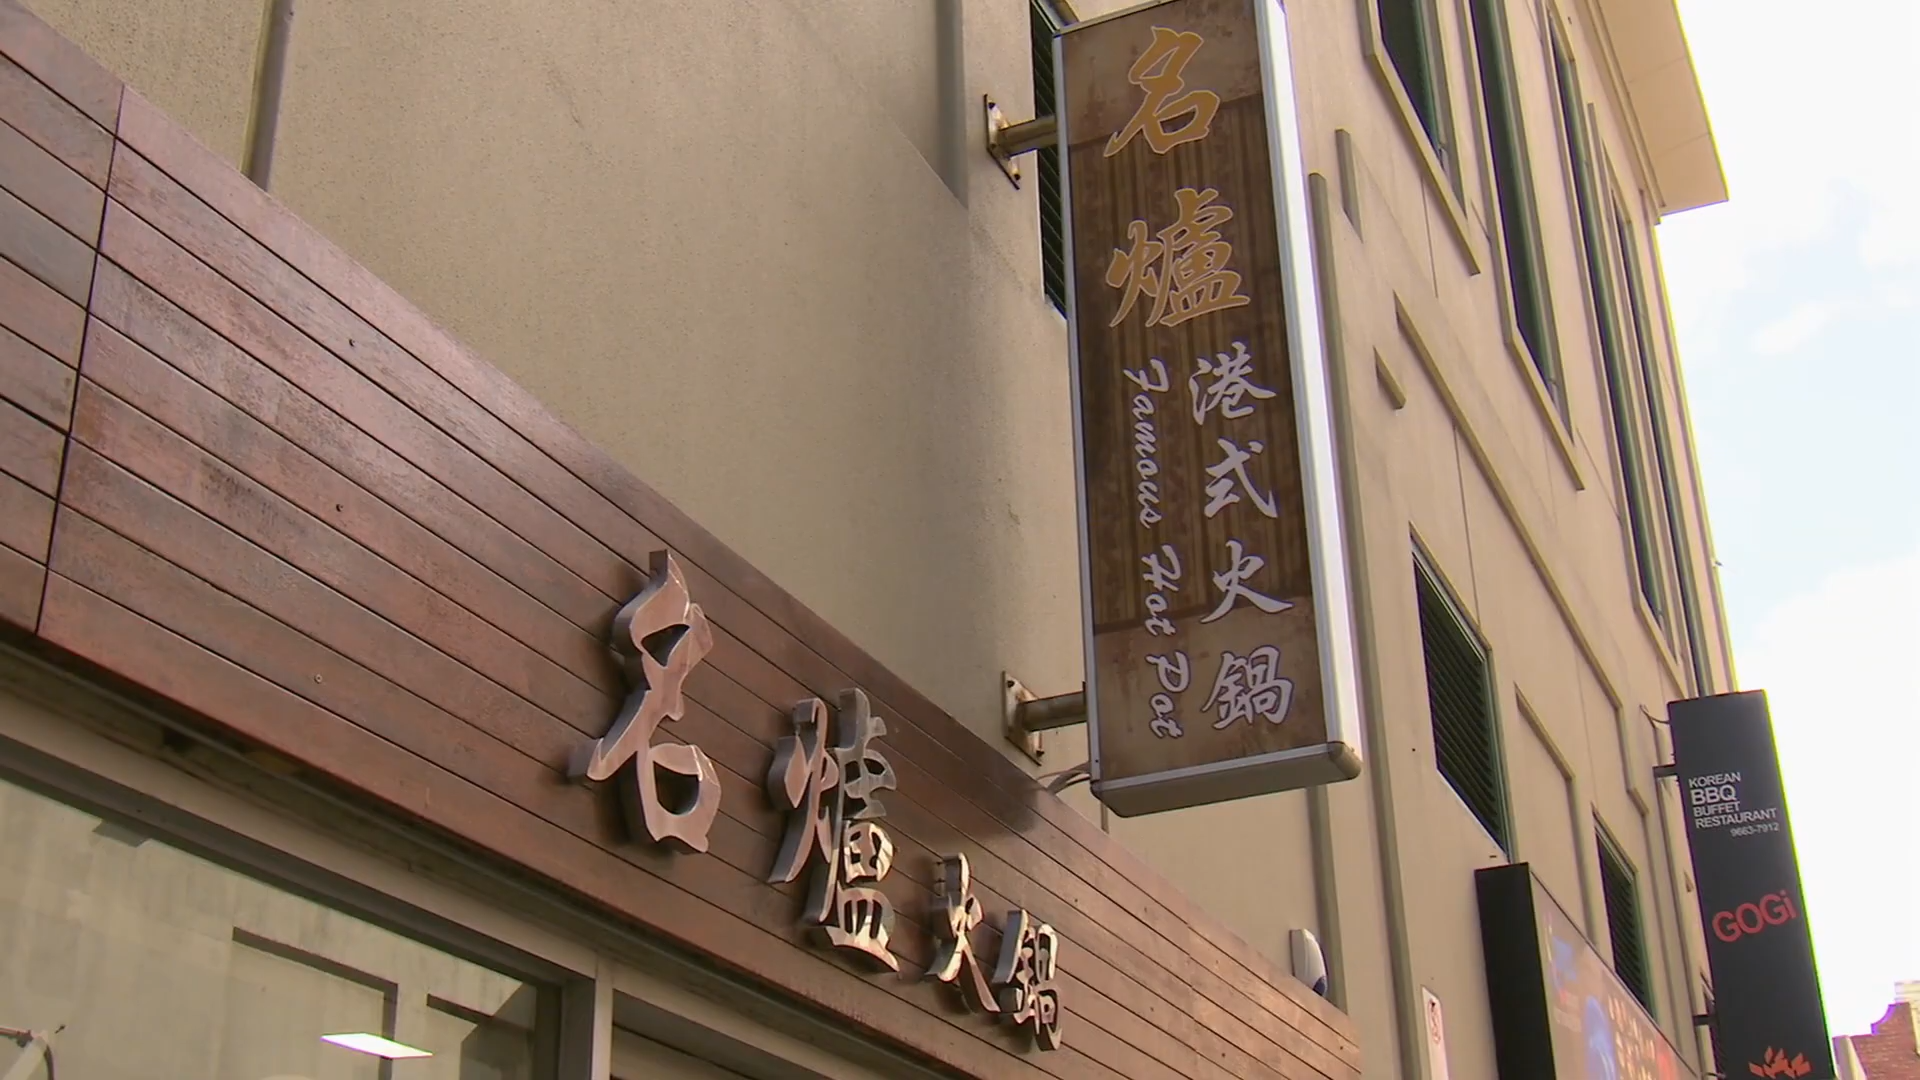 名爐
港式火鍋
Famous Hot Pot
名爐火鍋
KOREAN
BBQ
BUFFET
RESTAURANT
9663-7912
GOGi